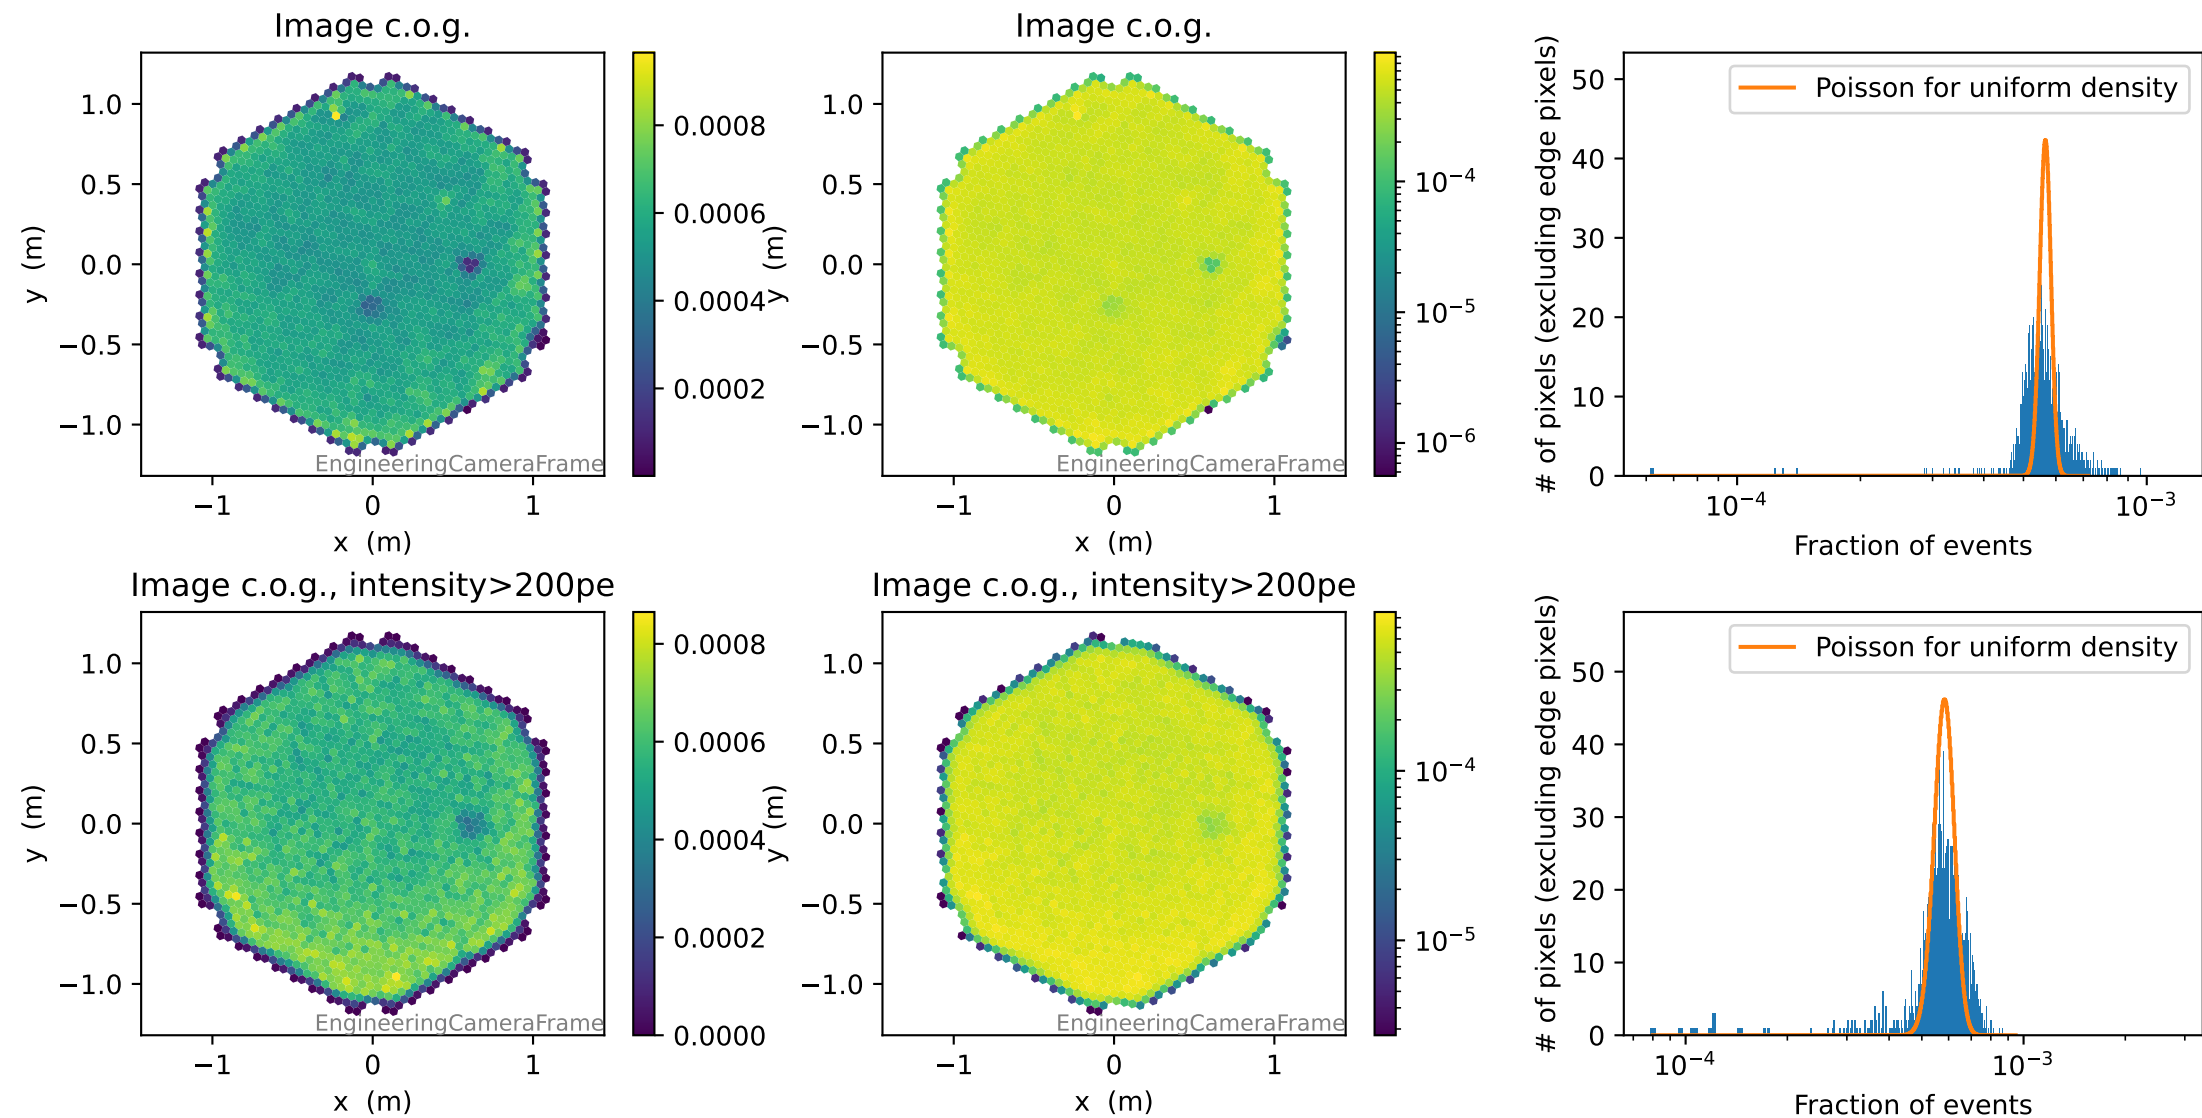 Image c.o.g.
1.0
0.5
0.0
−0.5
−1.0
y (m)
−1
0
1
x (m)
EngineeringCameraFrame
0.0008
0.0006
0.0004
0.0002
Image c.o.g.
1.0
0.5
0.0
−0.5
−1.0
y (m)
−1
0
1
x (m)
EngineeringCameraFrame
10−4
10−5
10−6
Poisson for uniform density
50
40
30
20
10
0
# of pixels (excluding edge pixels)
10−4
10−3
Fraction of events
Image c.o.g., intensity>200pe
1.0
0.5
0.0
−0.5
−1.0
y (m)
−1
0
1
x (m)
EngineeringCameraFrame
0.0008
0.0006
0.0004
0.0002
0.0000
Image c.o.g., intensity>200pe
1.0
0.5
0.0
−0.5
−1.0
y (m)
−1
0
1
x (m)
EngineeringCameraFrame
10−4
10−5
Poisson for uniform density
50
40
30
20
10
0
# of pixels (excluding edge pixels)
10−4
10−3
Fraction of events